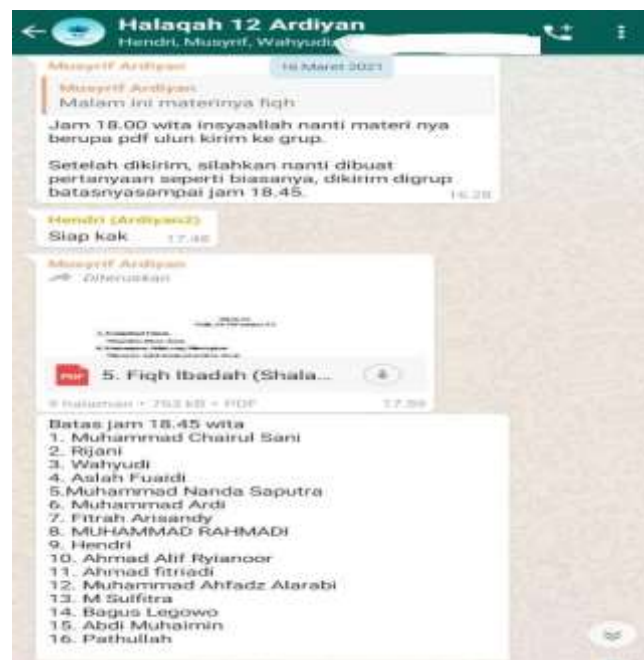 Halaqah 12 Ardiyan
Hendri, Musyrif, Wahyudi
Musyrif Ardiyan
16 Maret 2021
Musyrif Ardiyan
Malam ini materinya fiqh
Jam 18.00 wita insyaallah nanti materi nya
berupa pdf ulun kirim ke grup.
Setelah dikirim, silahkan nanti dibuat
pertanyaan seperti biasanya, dikirim digrup
batasnyasampai jam 18.45.
16.28
Hendri (Ardiyan2)
Siap kak
17.46
Musyrif Ardiyan
Diteruskan
PDF
5. Fiqh Ibadah (Shala...
halaman • 763 kB • PDF
17.59
Batas jam 18.45 wita
1. Muhammad Chairul Sani
2. Rijani
3. Wahyudi
4. Aslah Fuaidi
5.Muhammad Nanda Saputra
6. Muhammad Ardi
7. Fitrah Arisandy
8. MUHAMMAD RAHMADI
9. Hendri
10. Ahmad Alif Ryianoor
11. Ahmad fitriadi
12. Muhammad Ahfadz Alarabi
13. M Sulfitra
14. Bagus Legowo
15. Abdi Muhaimin
16. Pathullah